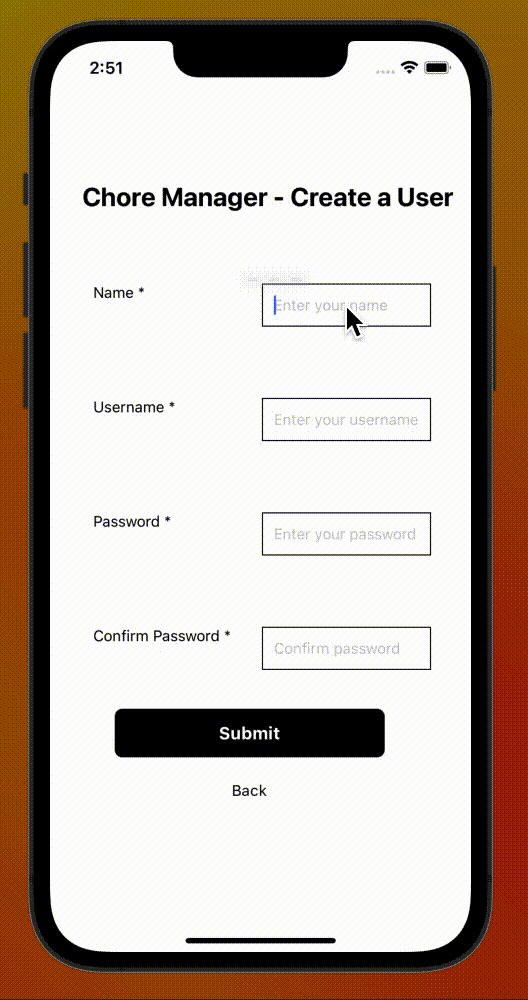 2:51
Chore Manager - Create a User
Name *
Enter your name
Username *
Enter your username
Password *
Enter your password
Confirm Password *
Confirm password
Submit
Back